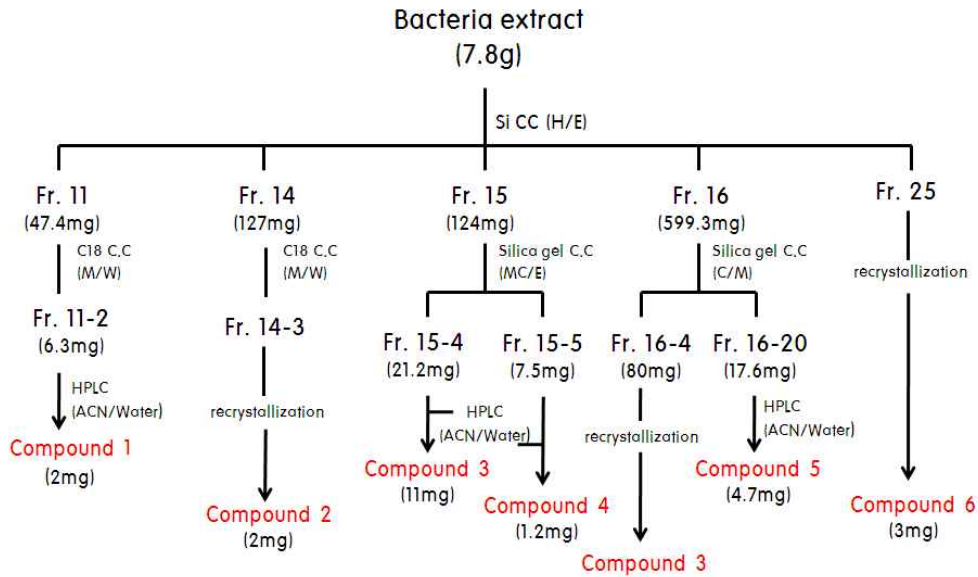 Bacteria extract
(7.8g)
Si CC (H/E)
Fr. 11
(47.4mg)
Fr. 14
(127mg)
Fr. 15
(124mg)
Fr. 16
(599.3mg)
Fr. 25
C18 C.C
(M/W)
C18 C.C
(M/W)
Silica gel C.C
(MC/E)
Silica gel C.C
(C/M)
recrystallization
Fr. 11-2
(6.3mg)
Fr. 14-3
Fr. 15-4
(21.2mg)
Fr. 15-5
(7.5mg)
Fr. 16-4
(80mg)
Fr. 16-20
(17.6mg)
HPLC
(ACN/Water)
recrystallization
HPLC
(ACN/Water)
recrystallization
HPLC
(ACN/Water)
Compound 1
(2mg)
Compound 2
(2mg)
Compound 3
(11mg)
Compound 4
(1.2mg)
Compound 3
Compound 5
(4.7mg)
Compound 6
(3mg)